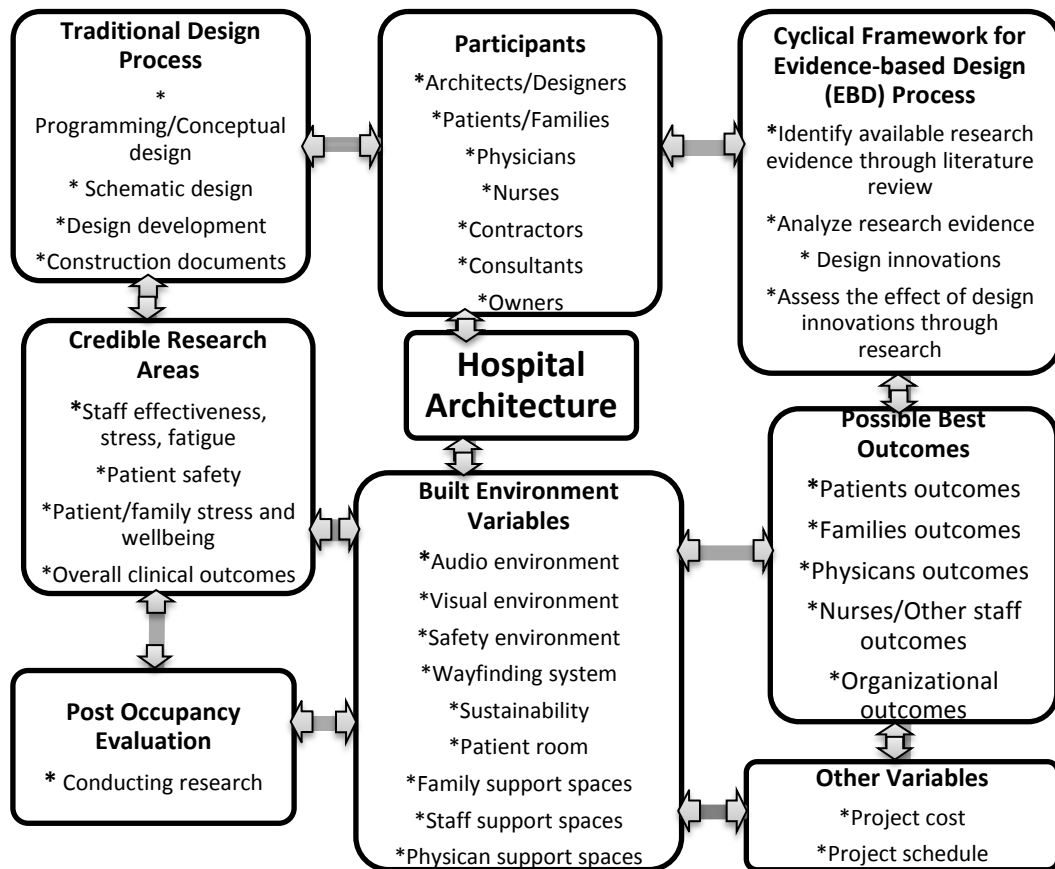 Traditional Design
Process
*
Programming/Conceptual
design
* Schematic design
*Design development
*Construction documents
Participants
*Architects/Designers
*Patients/Families
*Physicians
*Nurses
*Contractors
*Consultants
*Owners
Cyclical Framework for
Evidence-based Design
(EBD) Process
*Identify available research
evidence through literature
review
*Analyze research evidence
* Design innovations
*Assess the effect of design
innovations through
research
Credible Research
Areas
*Staff effectiveness,
stress, fatigue
*Patient safety
*Patient/family stress and
wellbeing
*Overall clinical outcomes
Hospital
Architecture
Possible Best
Outcomes
*Patients outcomes
*Families outcomes
*Physicans outcomes
*Nurses/Other staff
outcomes
*Organizational
outcomes
Built Environment
Variables
*Audio environment
*Visual environment
*Safety environment
*Wayfinding system
*Sustainability
*Patient room
*Family support spaces
*Staff support spaces
*Physican support spaces
Post Occupancy
Evaluation
* Conducting research
Other Variables
*Project cost
*Project schedule